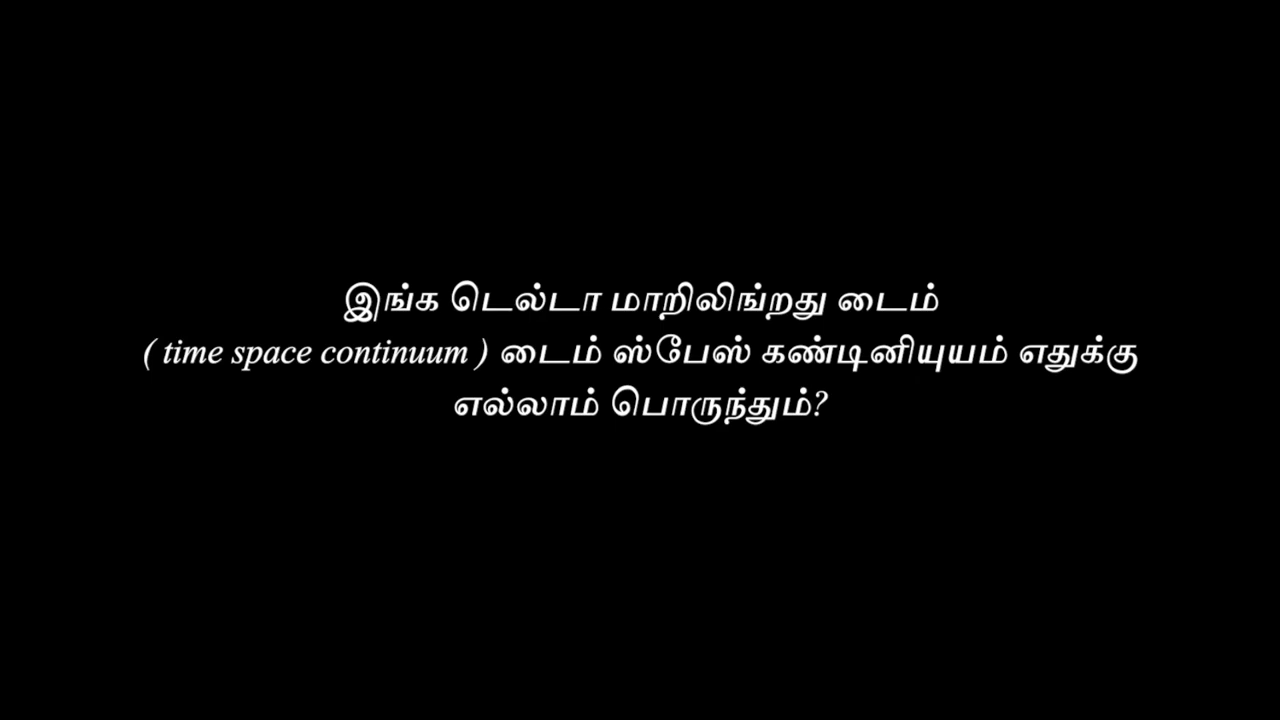 இங்க டெல்டா மாறிலிங்றது டைம்
( time space continuum ) டைம் ஸ்பேஸ் கண்டினியுயம் எதுக்கு
எல்லாம் பொருந்தும்?